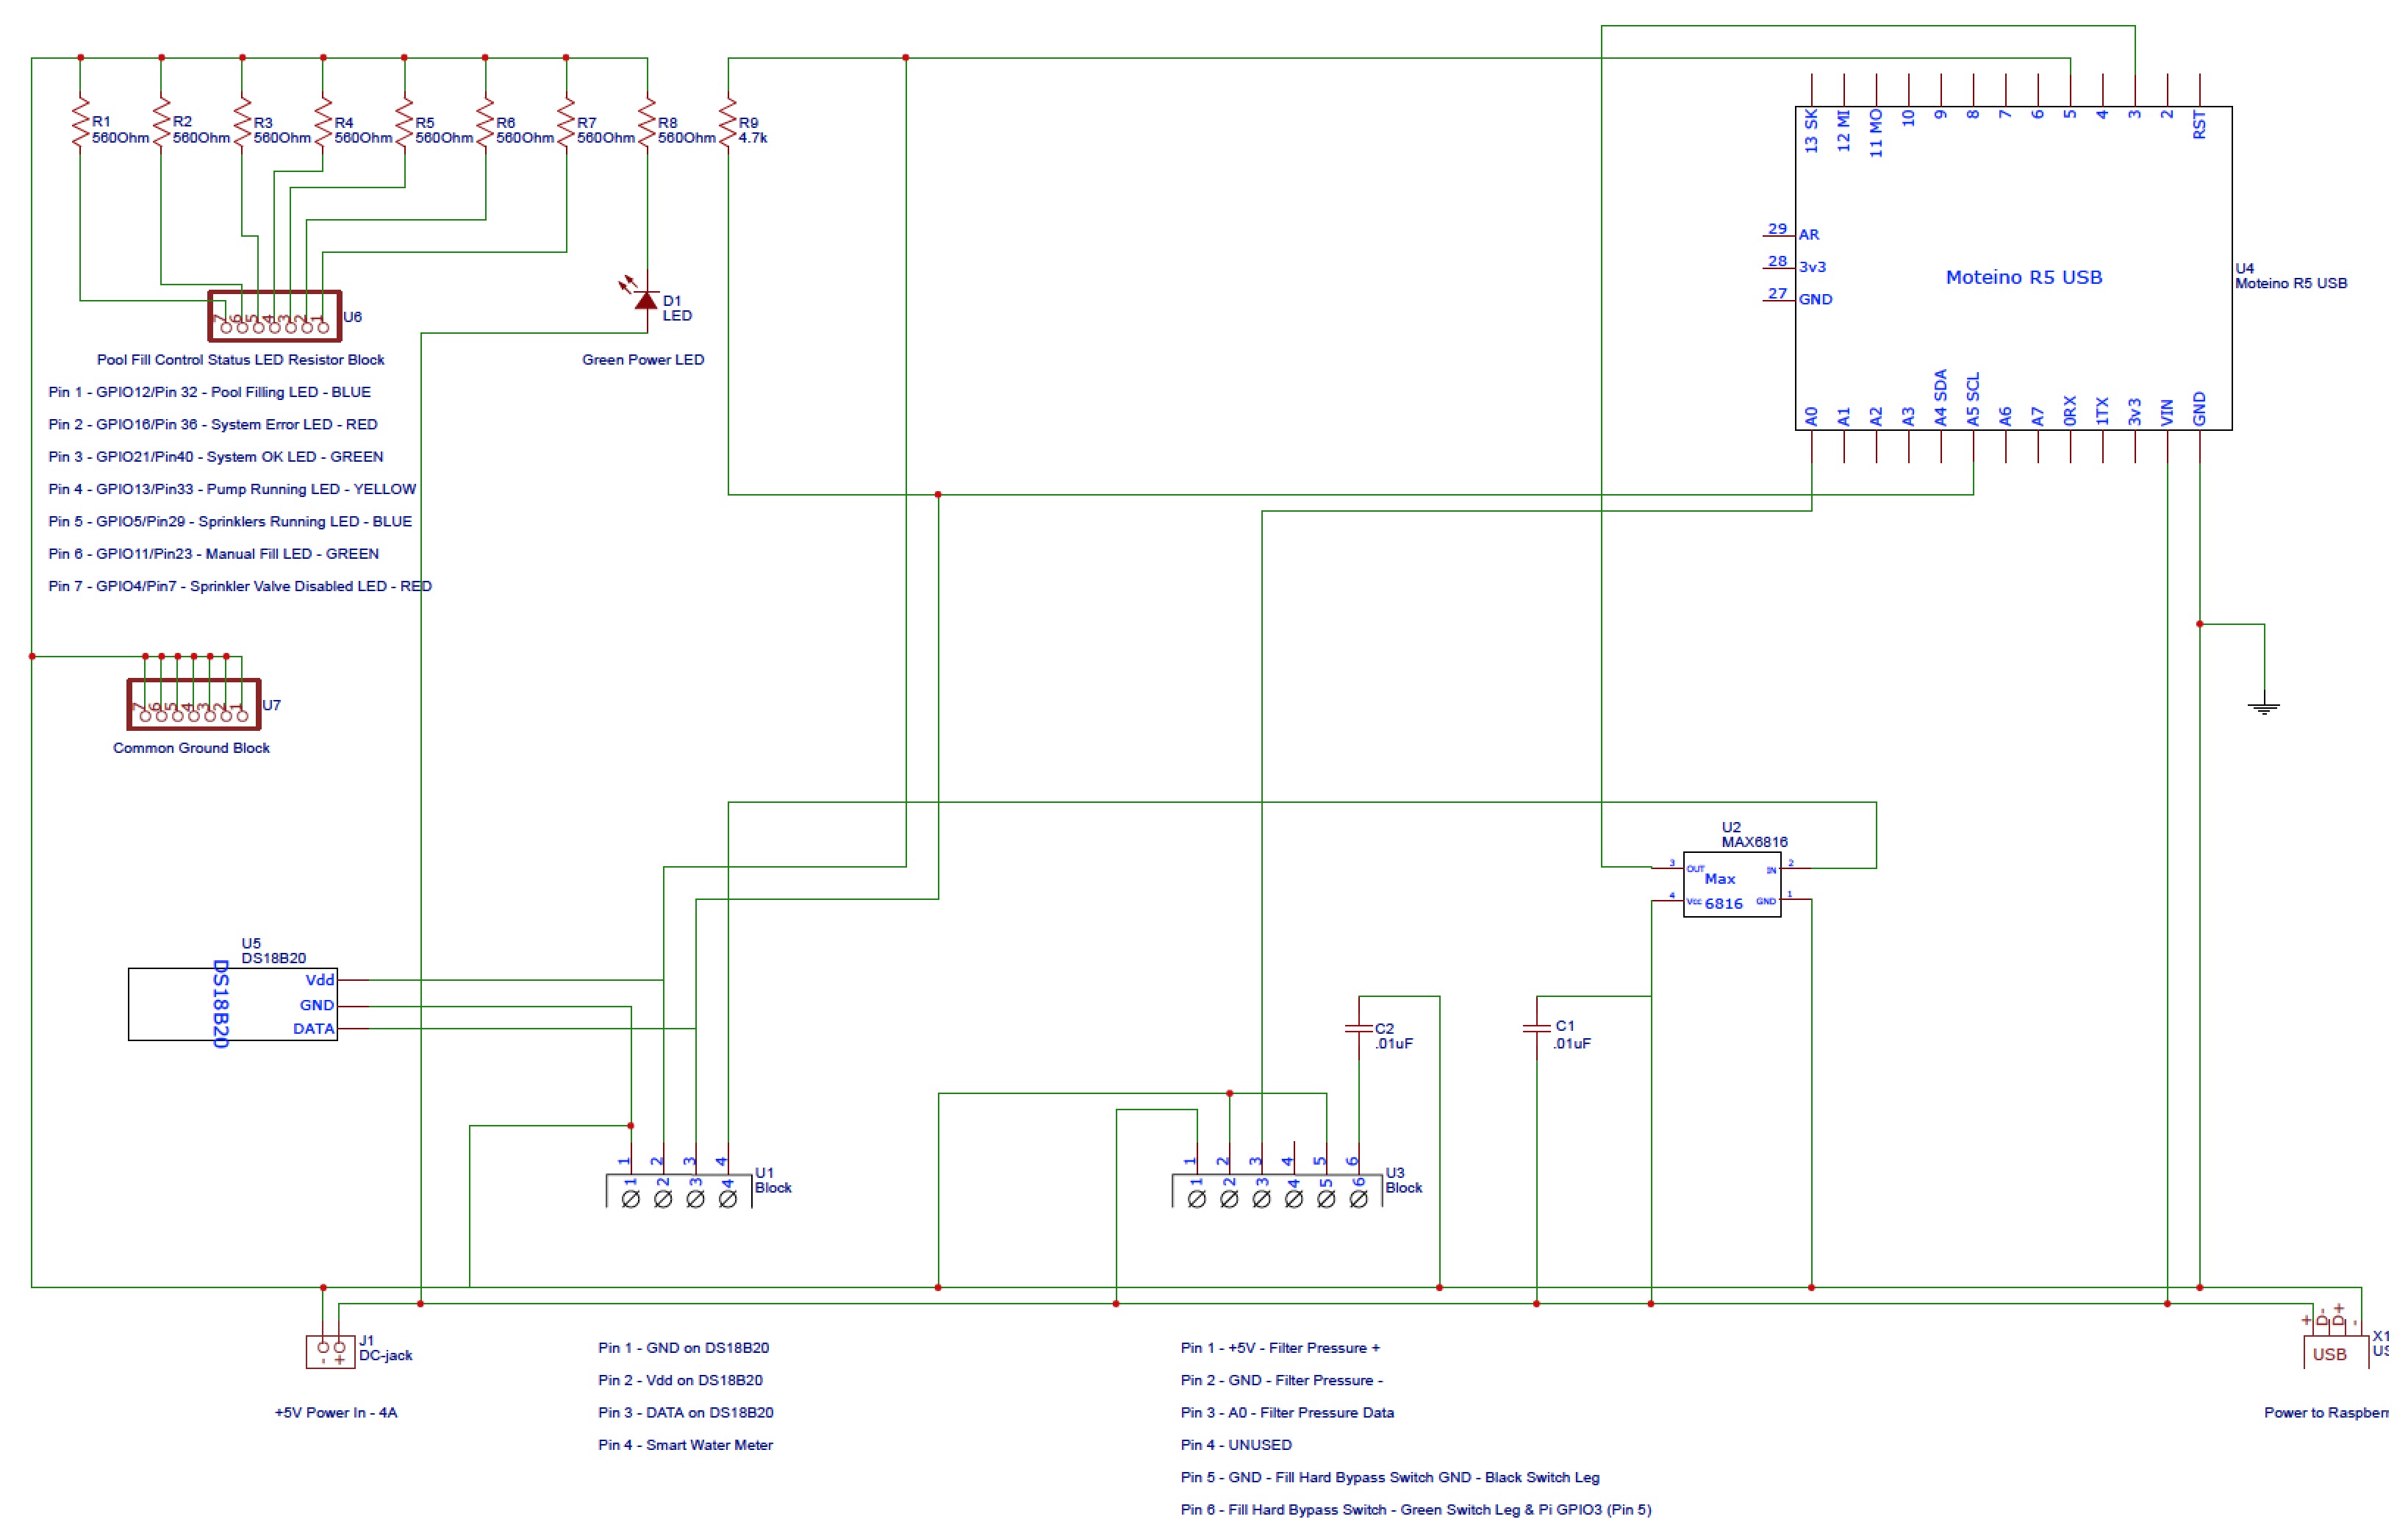 R1
560Ohm
R2
560Ohm
R3
560Ohm
R4
560Ohm
R5
560Ohm
R6
560Ohm
R7
560Ohm
R8
560Ohm
R9
4.7k
13 SK
12 MI
11 MO
10
9
8
7
6
5
4
3
2
RST
29 AR
28 3v3
27 GND
Moteino R5 USB
U4
Moteino R5 USB
A0
A1
A2
A3
A4 SDA
A5 SCL
A6
A7
0RX
1TX
3v3
VIN
GND
7 6 5 4 3 2 1
U6
D1
LED
Pool Fill Control Status LED Resistor Block
Green Power LED
Pin 1 - GPIO12/Pin 32 - Pool Filling LED - BLUE
Pin 2 - GPIO16/Pin 36 - System Error LED - RED
Pin 3 - GPIO21/Pin40 - System OK LED - GREEN
Pin 4 - GPIO13/Pin33 - Pump Running LED - YELLOW
Pin 5 - GPIO5/Pin29 - Sprinklers Running LED - BLUE
Pin 6 - GPIO11/Pin23 - Manual Fill LED - GREEN
Pin 7 - GPIO4/Pin7 - Sprinkler Valve Disabled LED - RED
7 6 5 4 3 2 1
U7
Common Ground Block
U2
MAX6816
3 OUT
Max
IN 2
4 Vcc
6816
GND 1
U5
DS18B20
DS18B20
Vdd
GND
DATA
C2
.01uF
C1
.01uF
1 2 3 4
1 2 3 4
U1
Block
1 2 3 4 5 6
1 2 3 4 5 6
U3
Block
- +
J1
DC-jack
+5V Power In - 4A
Pin 1 - GND on DS18B20
Pin 2 - Vdd on DS18B20
Pin 3 - DATA on DS18B20
Pin 4 - Smart Water Meter
Pin 1 - +5V - Filter Pressure +
Pin 2 - GND - Filter Pressure -
Pin 3 - A0 - Filter Pressure Data
Pin 4 - UNUSED
Pin 5 - GND - Fill Hard Bypass Switch GND - Black Switch Leg
Pin 6 - Fill Hard Bypass Switch - Green Switch Leg & Pi GPIO3 (Pin 5)
+ D- D+ -
USB
X1
Power to